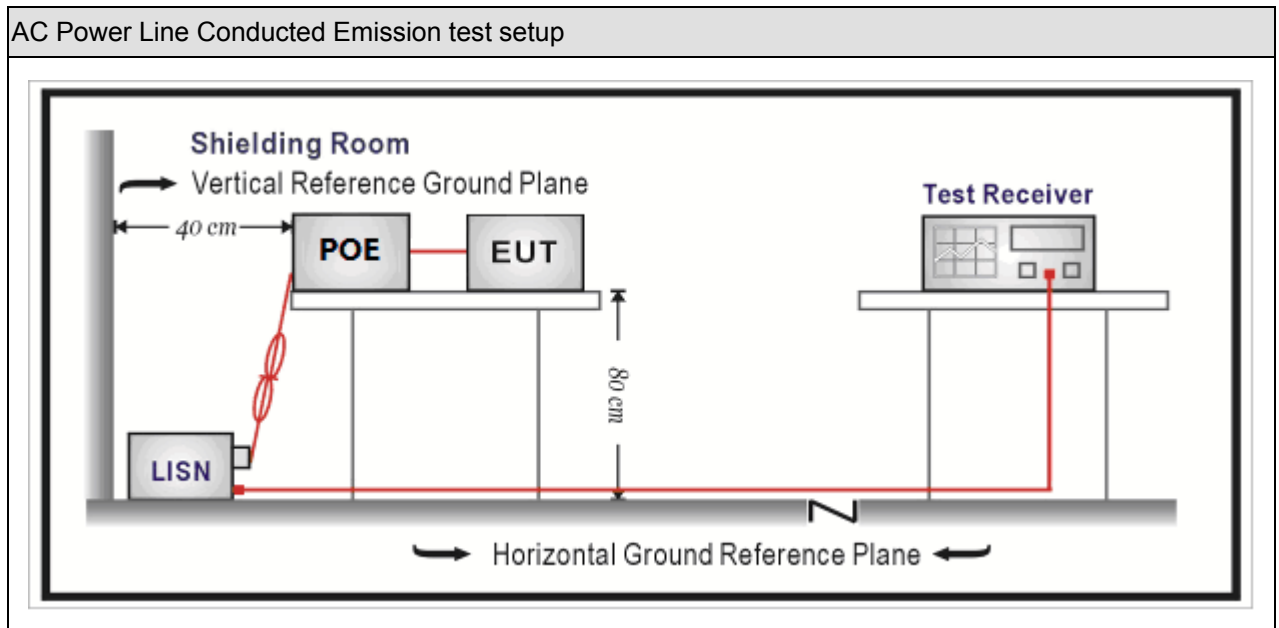 AC Power Line Conducted Emission test setup
Shielding Room
Vertical Reference Ground Plane
Test Receiver
40 cm
POE
EUT
80 cm
LISN
Horizontal Ground Reference Plane